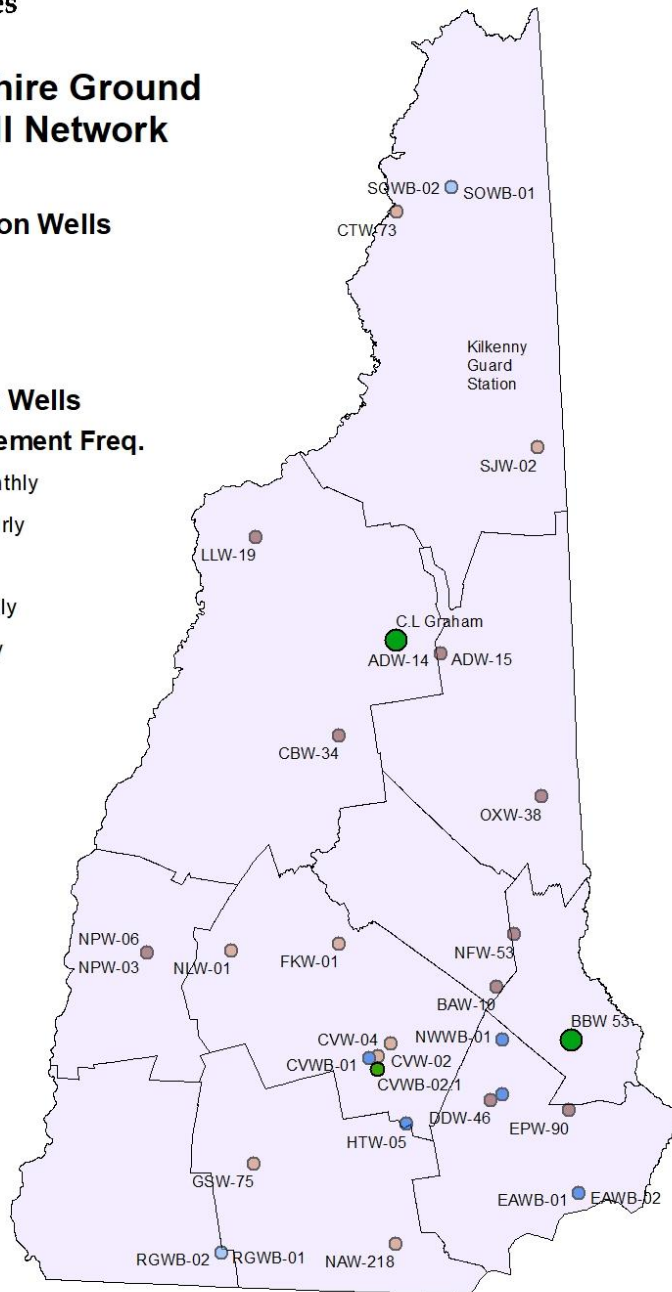 es
hire Ground
ll Network
on Wells
Wells
ement Freq.
nthly
rly
ly
y
SOWB-02
SOWB-01
CTW-73
Kilkenny
Guard
Station
SJW-02
LLW-19
C.L Graham
ADW-14
ADW-15
CBW-34
OXW-38
NPW-06
NPW-03
NLW-01
FKW-01
NFW-53
BAW-10
BBW 53
CVW-04
NWWB-01
CVWB-01
CVW-02
CVWB-02.1
DDW-46
EPW-90
HTW-05
GSW-75
EAWB-01
EAWB-02
RGWB-02
RGWB-01
NAW-218